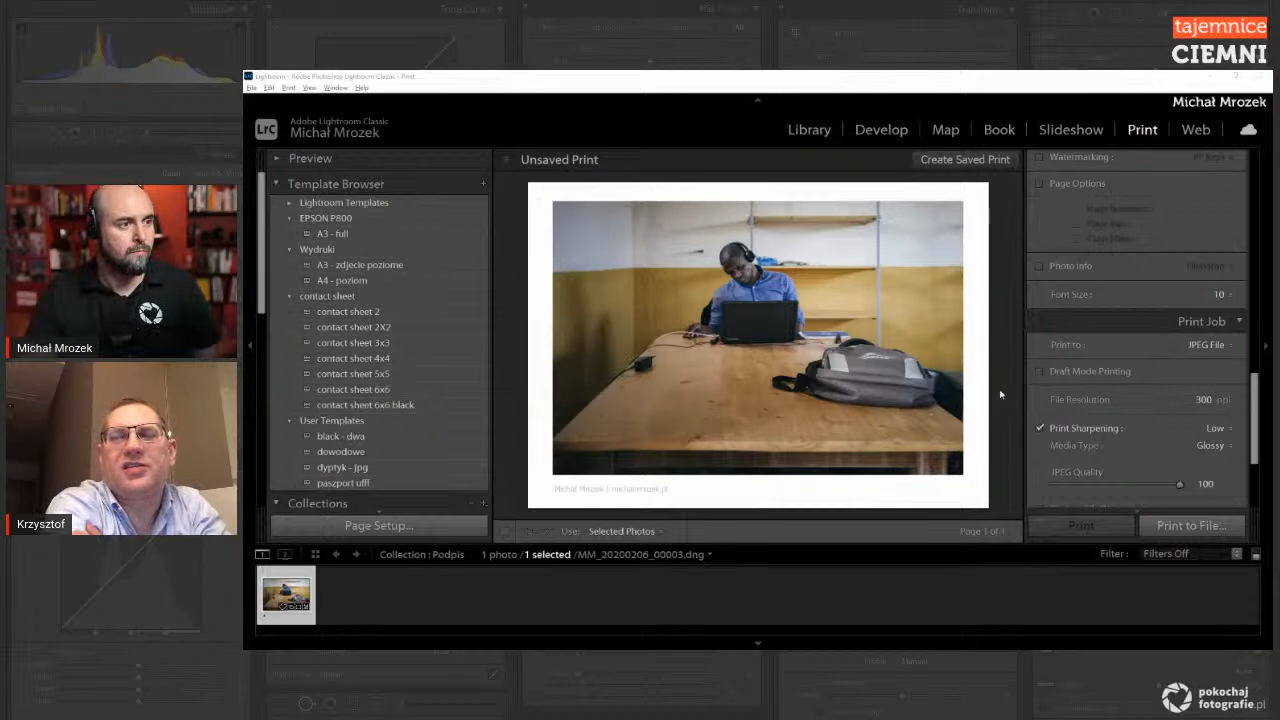 tajemnice
CIEMNI
Michał Mrozek
Lightroom - Adobe Photoshop Lightroom Classic - Print
File Edit Print View Window Help
LrC
Adobe Lightroom Classic
Michał Mrozek
Library | Develop | Map | Book | Slideshow | Print | Web
Preview
Template Browser
Lightroom Templates
EPSON P800
A3 - full
Wydruki
A3 - zdjecie poziome
A4 - poziom
contact sheet
contact sheet 2
contact sheet 2X2
contact sheet 3x3
contact sheet 4x4
contact sheet 5x5
contact sheet 6x6
contact sheet 6x6 black
User Templates
black - dwa
dowodowe
dyptyk - jpg
paszport ufff
Collections
Page Setup...
Unsaved Print
Create Saved Print
Michał Mrozek | michalmrozek.pl
Use: Selected Photos
Page 1 of 1
Watermarking :
Page Options
Photo Info
Font Size : 10
Print Job
Print to : JPEG File
Draft Mode Printing
File Resolution 300 ppi
Print Sharpening : Low
Media Type : Glossy
JPEG Quality
100
Print
Print to File...
1 2
Collection : Podpis
1 photo / 1 selected / MM_20200206_00003.dng
Filter : Filters Off
Michał Mrozek
Krzysztof
pokochaj
fotografie.pl